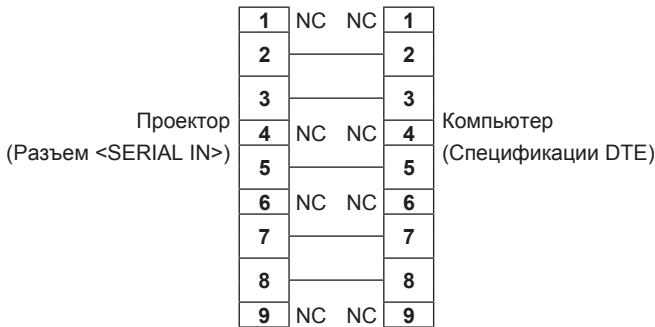 1 NC NC 1
2 2
3 3
Проектор
(Разъем <SERIAL IN>)
4 NC NC 4
Компьютер
(Спецификации DTE)
5 5
6 NC NC 6
7 7
8 8
9 NC NC 9